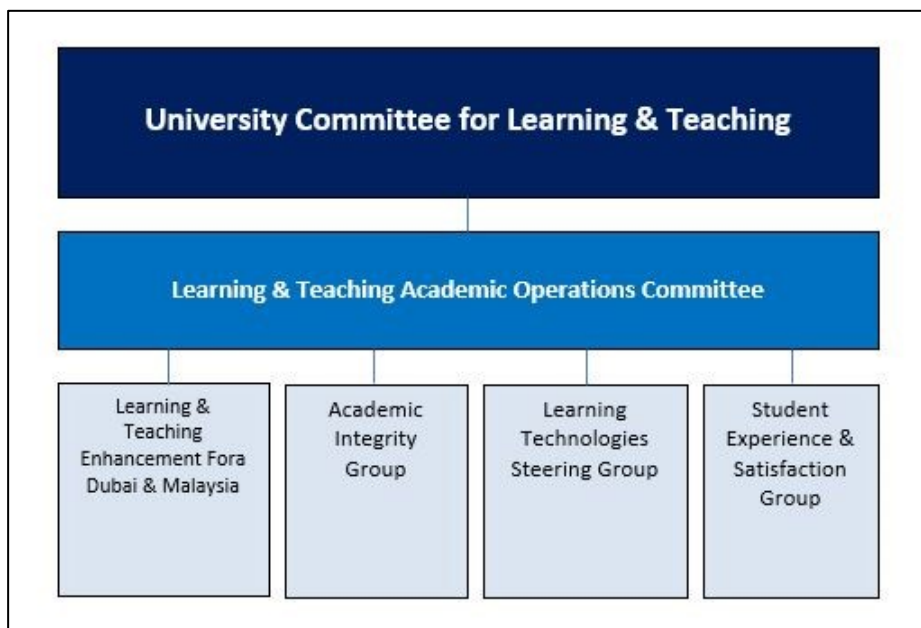 University Committee for Learning & Teaching
Learning & Teaching Academic Operations Committee
Learning &
Teaching
Enhancement Fora
Dubai & Malaysia
Academic
Integrity
Group
Learning
Technologies
Steering Group
Student
Experience &
Satisfaction
Group